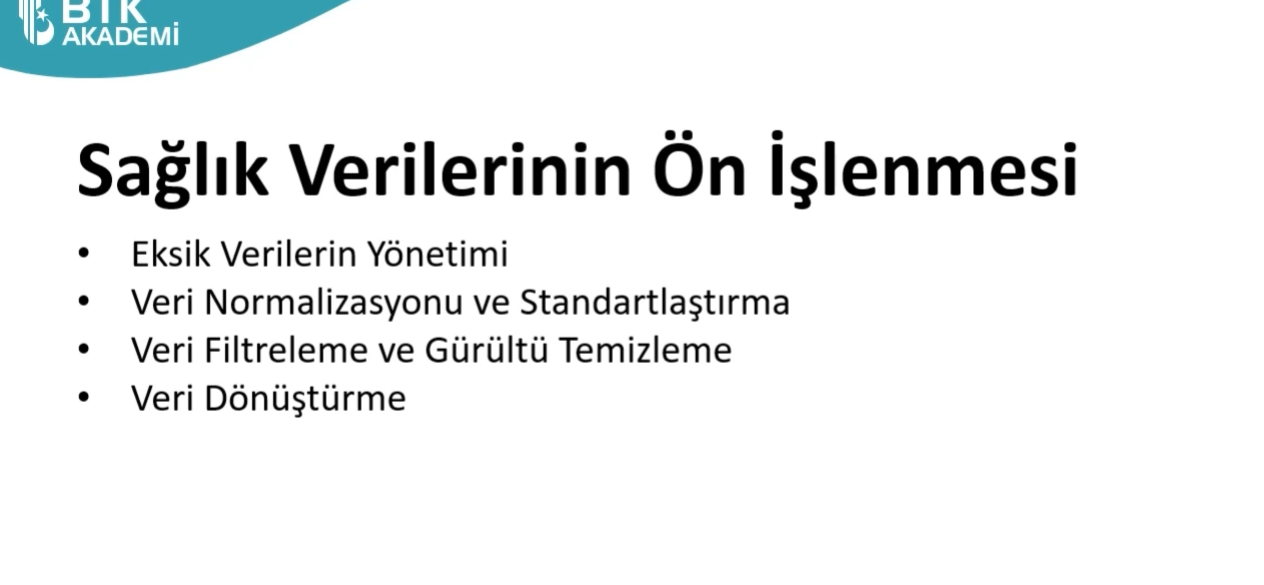 BTK
AKADEMİ
Sağlık Verilerinin Ön İşlenmesi
• Eksik Verilerin Yönetimi
• Veri Normalizasyonu ve Standartlaştırma
• Veri Filtreleme ve Gürültü Temizleme
• Veri Dönüştürme